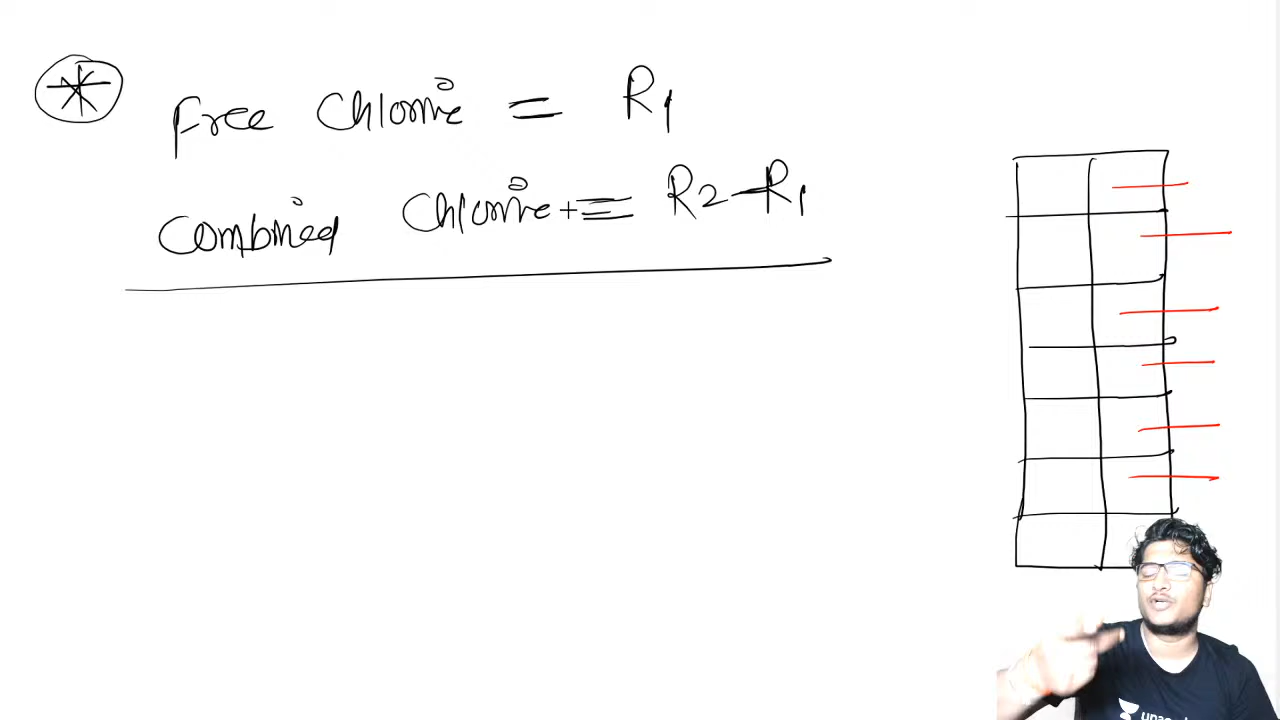 Free Chlorine = R1
Combined Chlorine = R2-R1